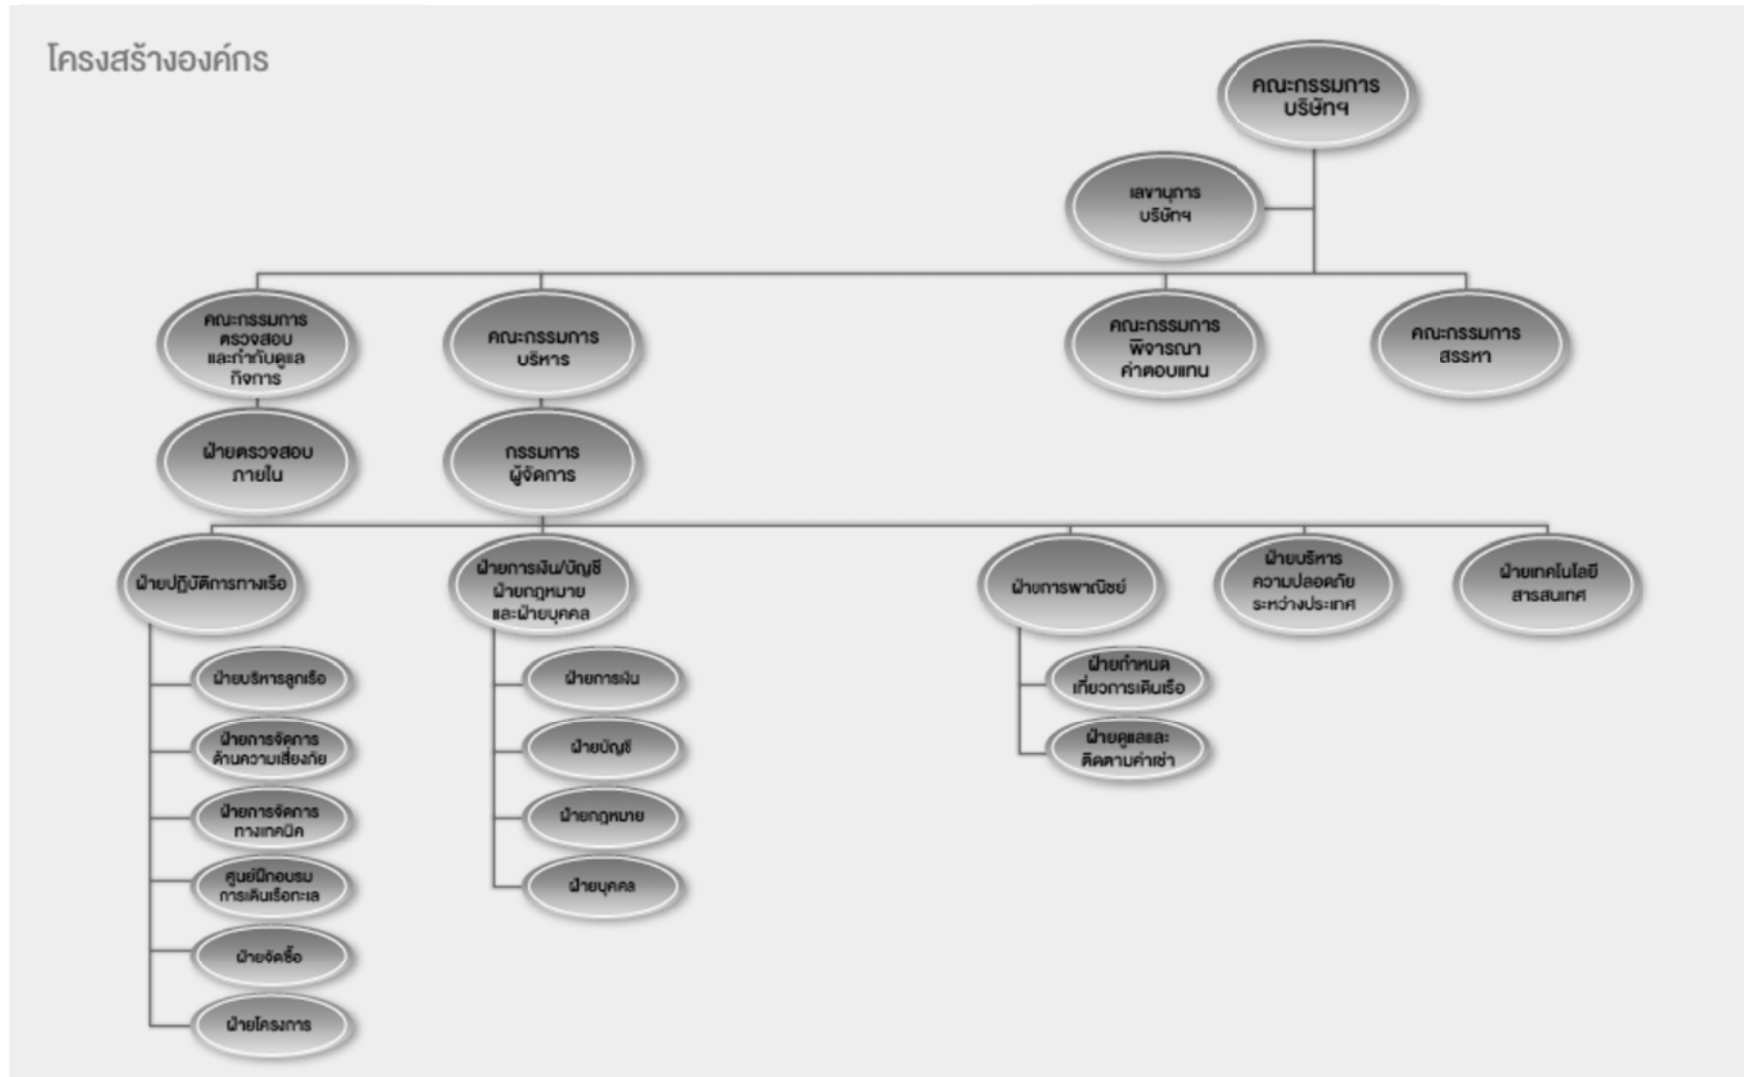 โครงสร้างองค์กร
คณะกรรมการ
บริษัทฯ
เลขานุการ
บริษัทฯ
คณะกรรมการ
ตรวจสอบ
และกำกับดูแล
กิจการ
คณะกรรมการ
บริหาร
คณะกรรมการ
พิจารณา
ค่าตอบแทน
คณะกรรมการ
สรรหา
ฝ่ายตรวจสอบ
ภายใน
กรรมการ
ผู้จัดการ
ฝ่ายปฏิบัติการทางเรือ
ฝ่ายการเงิน/บัญชี
ฝ่ายกฎหมาย
และฝ่ายบุคคล
ฝ่ายการพาณิชย์
ฝ่ายบริหาร
ความปลอดภัย
ระหว่างประเทศ
ฝ่ายเทคโนโลยี
สารสนเทศ
ฝ่ายบริหารลูกเรือ
ฝ่ายการจัดการ
ด้านความเสี่ยงภัย
ฝ่ายการจัดการ
ทางเทคนิค
ศูนย์ฝึกอบรม
การเดินเรือทะเล
ฝ่ายจัดซื้อ
ฝ่ายโครงการ
ฝ่ายการเงิน
ฝ่ายบัญชี
ฝ่ายกฎหมาย
ฝ่ายบุคคล
ฝ่ายกำหนด
เที่ยวการเดินเรือ
ฝ่ายดูแลและ
ติดตามค่าเช่า